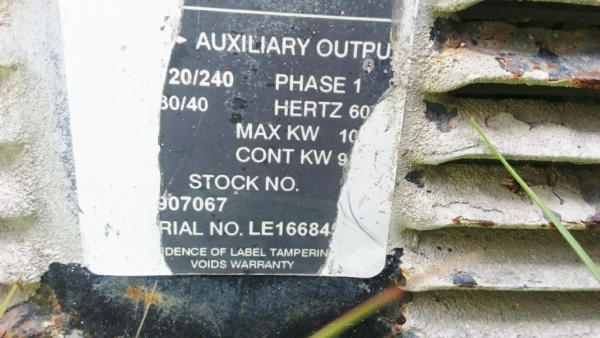 AUXILIARY OUTPU
20/240 PHASE 1
80/40 HERTZ 60
MAX KW 10
CONT KW 9
STOCK NO.
907067
RIAL NO. LE16684
DENCE OF LABEL TAMPERIN
VOIDS WARRANTY